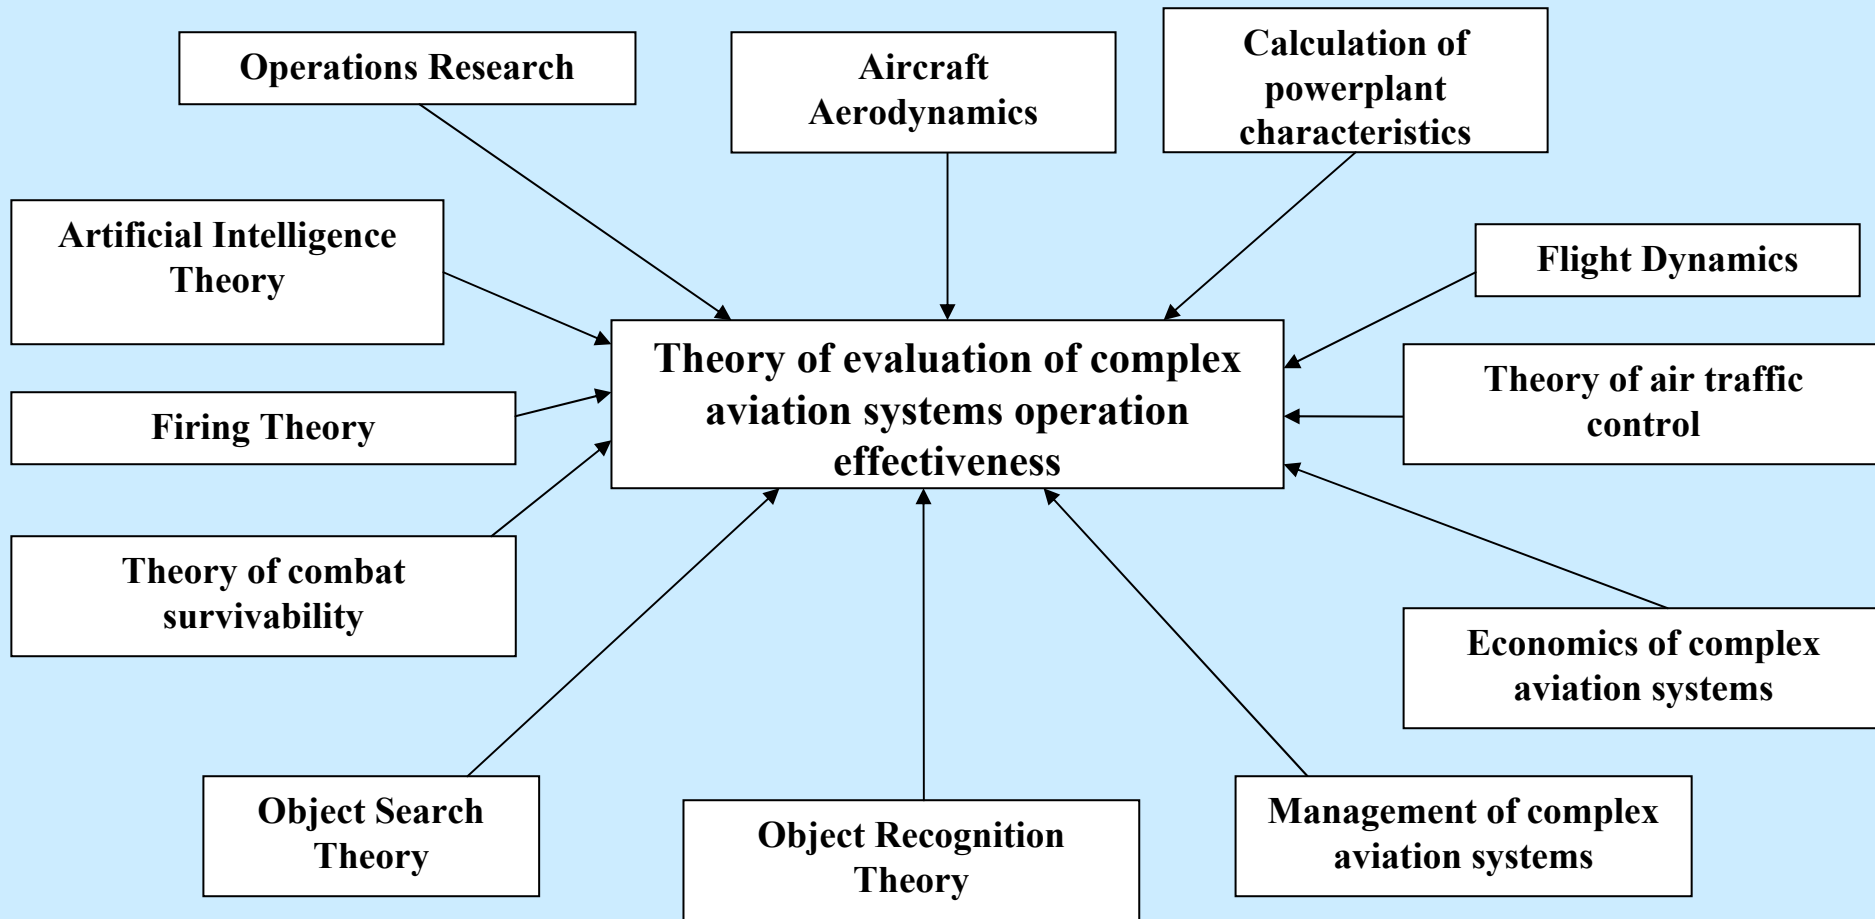 Operations Research
Aircraft
Aerodynamics
Calculation of
powerplant
characteristics
Artificial Intelligence
Theory
Flight Dynamics
Theory of evaluation of complex
aviation systems operation
effectiveness
Theory of air traffic
control
Firing Theory
Theory of combat
survivability
Economics of complex
aviation systems
Object Search
Theory
Object Recognition
Theory
Management of complex
aviation systems